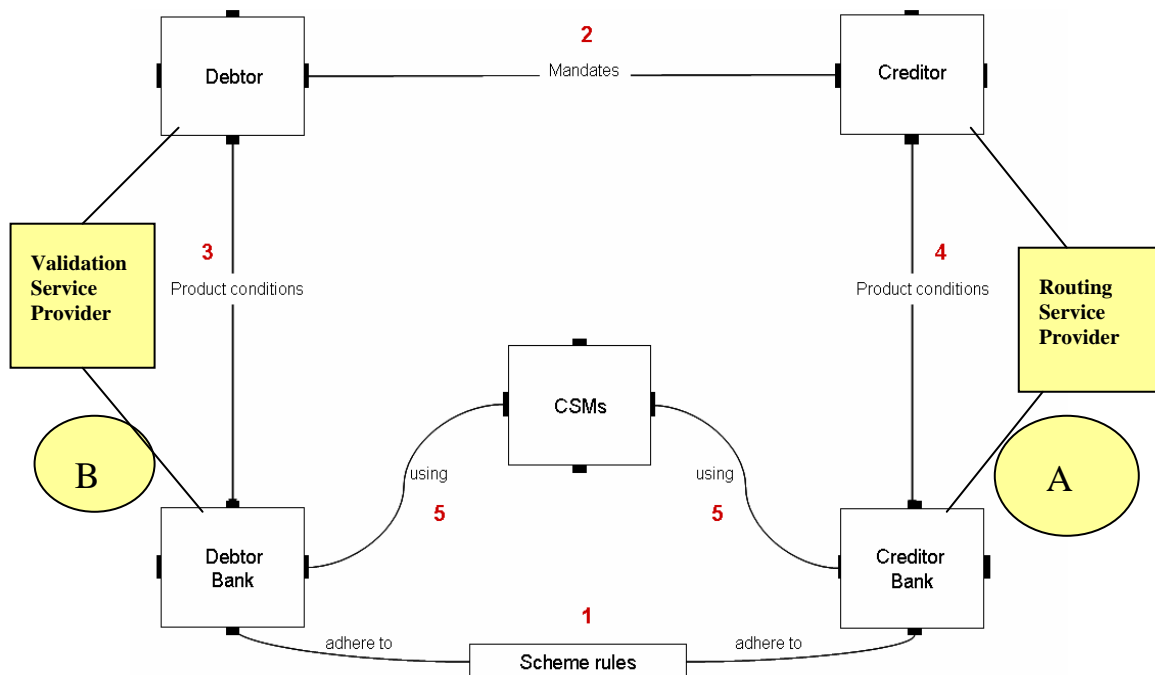 2
Debtor
Mandates
Creditor
Validation
Service
Provider
3
Product conditions
4
Product conditions
Routing
Service
Provider
CSMs
B
using
5
using
5
A
Debtor
Bank
Creditor
Bank
1
adhere to
Scheme rules
adhere to